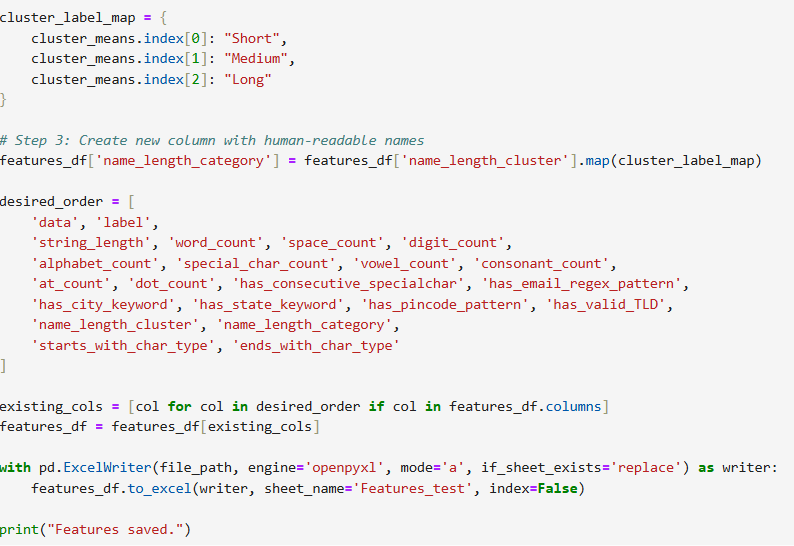 cluster_label_map = {
    cluster_means.index[0]: "Short",
    cluster_means.index[1]: "Medium",
    cluster_means.index[2]: "Long"
}
# Step 3: Create new column with human-readable names
features_df['name_length_category'] = features_df['name_length_cluster'].map(cluster_label_map)
desired_order = [
    'data', 'label',
    'string_length', 'word_count', 'space_count', 'digit_count',
    'alphabet_count', 'special_char_count', 'vowel_count', 'consonant_count',
    'at_count', 'dot_count', 'has_consecutive_specialchar', 'has_email_regex_pattern',
    'has_city_keyword', 'has_state_keyword', 'has_pincode_pattern', 'has_valid_TLD',
    'name_length_cluster', 'name_length_category',
    'starts_with_char_type', 'ends_with_char_type'
]
existing_cols = [col for col in desired_order if col in features_df.columns]
features_df = features_df[existing_cols]
with pd.ExcelWriter(file_path, engine='openpyxl', mode='a', if_sheet_exists='replace') as writer:
    features_df.to_excel(writer, sheet_name='Features_test', index=False)
print("Features saved.")